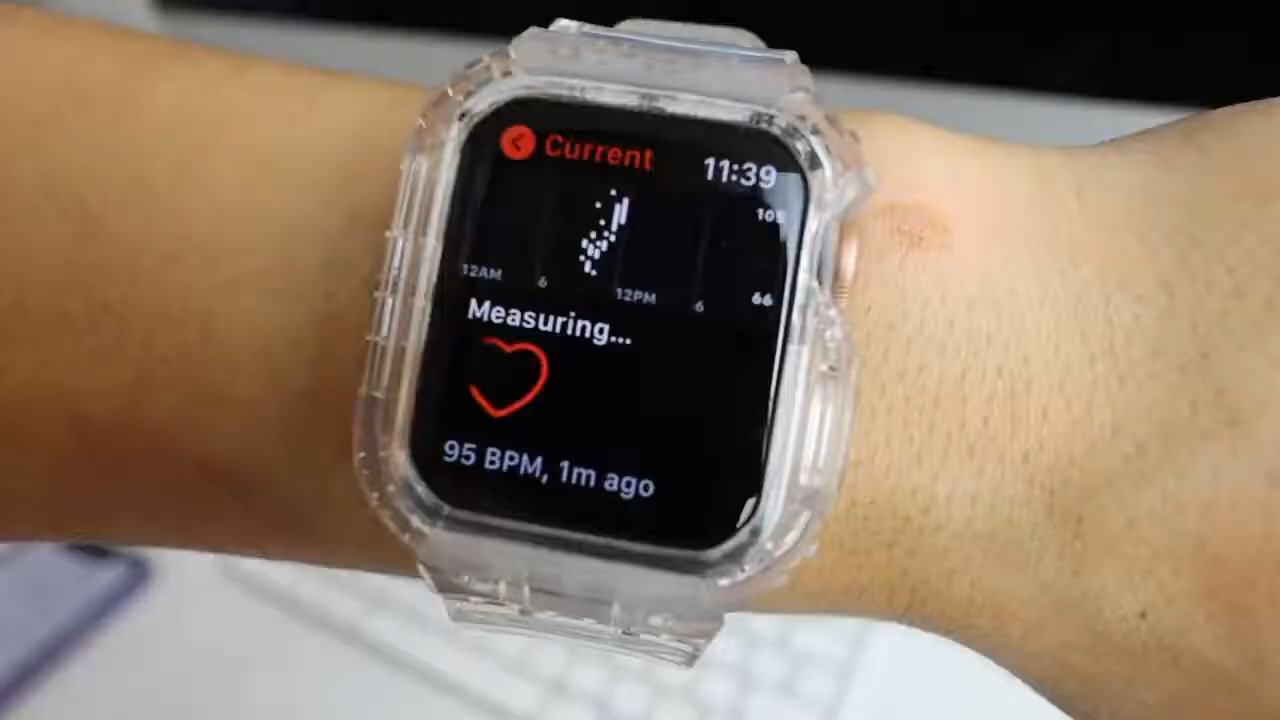 Current
11:39
105
12AM 6 12PM 6 66
Measuring...
95 BPM, 1m ago